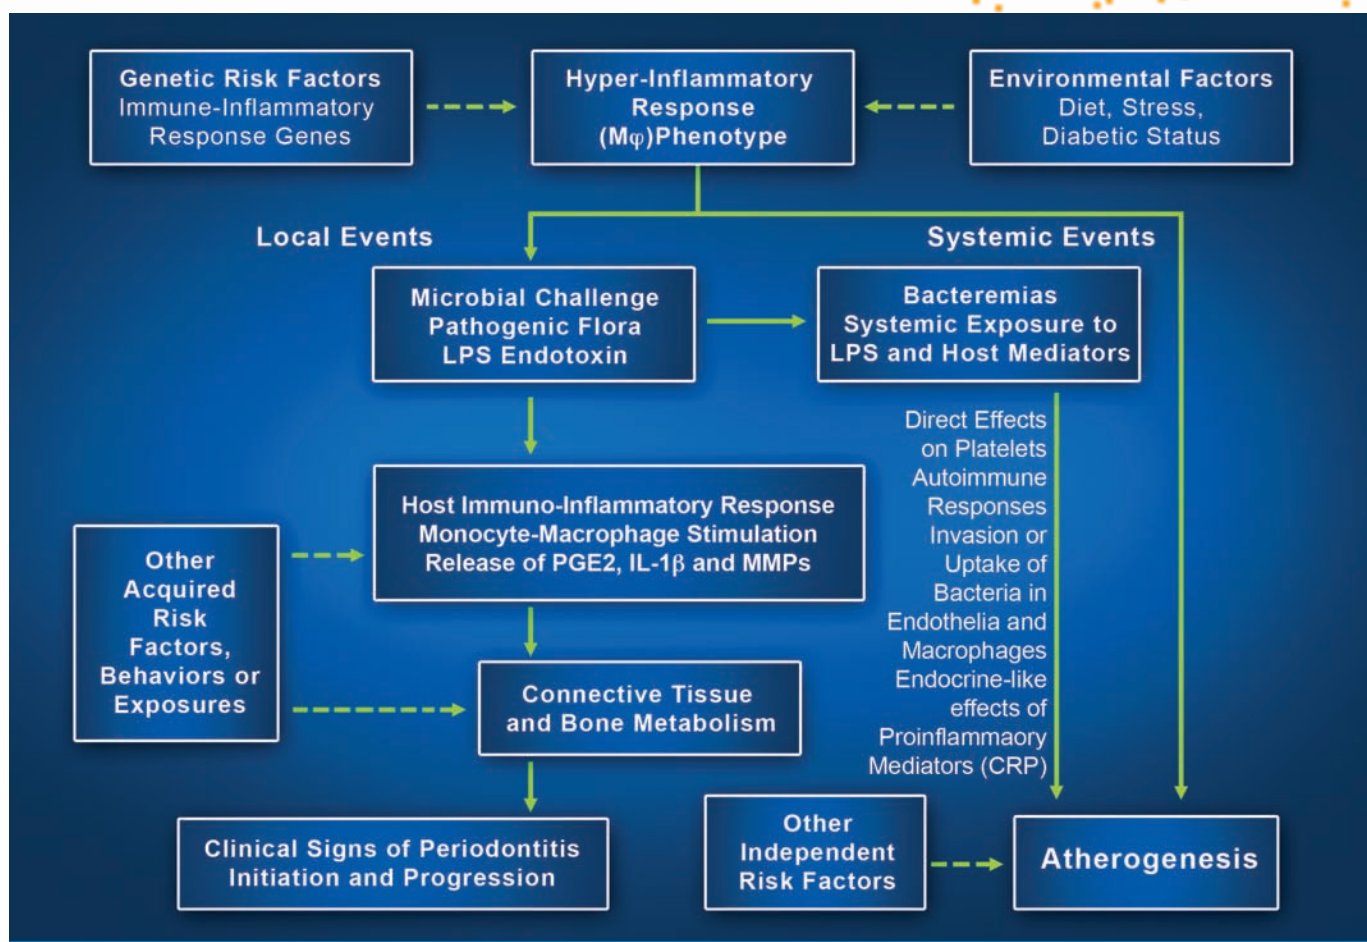 Genetic Risk Factors
Immune-Inflammatory
Response Genes
Hyper-Inflammatory
Response
(Mφ)Phenotype
Environmental Factors
Diet, Stress,
Diabetic Status
Local Events
Systemic Events
Microbial Challenge
Pathogenic Flora
LPS Endotoxin
Bacteremias
Systemic Exposure to
LPS and Host Mediators
Direct Effects
on Platelets
Autoimmune
Responses
Invasion or
Uptake of
Bacteria in
Endothelia and
Macrophages
Endocrine-like
effects of
Proinflammaory
Mediators (CRP)
Host Immuno-Inflammatory Response
Monocyte-Macrophage Stimulation
Release of PGE2, IL-1β and MMPs
Other
Acquired
Risk
Factors,
Behaviors or
Exposures
Connective Tissue
and Bone Metabolism
Clinical Signs of Periodontitis
Initiation and Progression
Other
Independent
Risk Factors
Atherogenesis